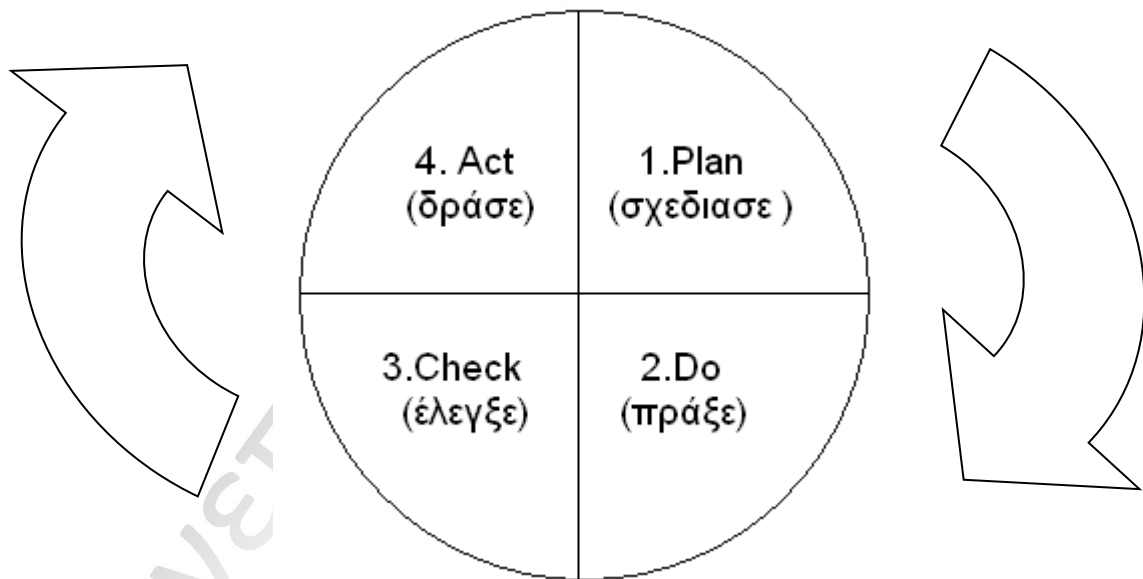 4. Act
(δράσε)
1.Plan
(σχεδιασε )
3.Check
(έλεγξε)
2.Do
(πράξε)